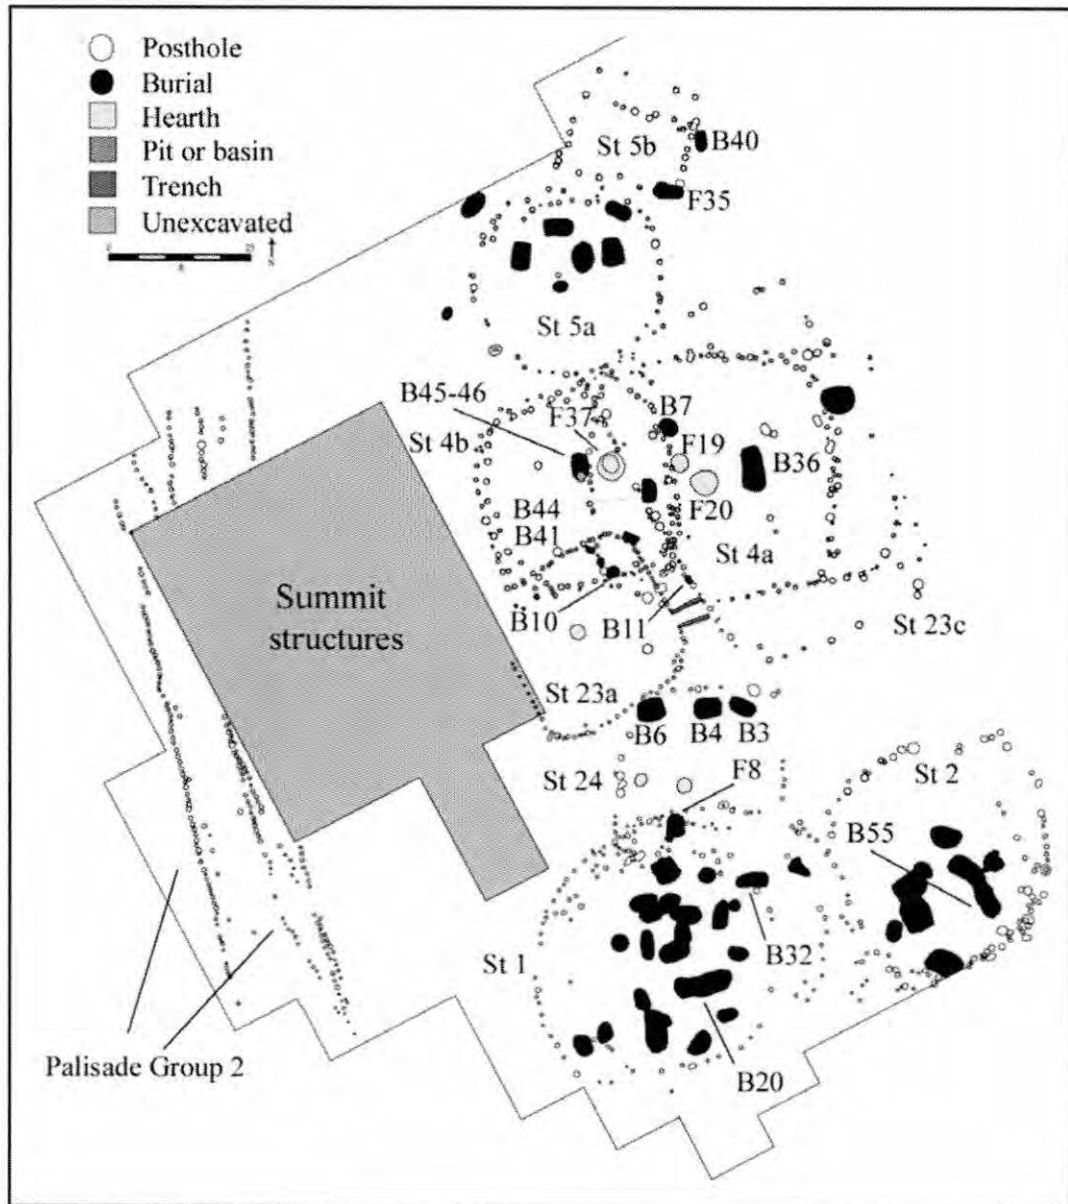 Posthole
Burial
Hearth
Pit or basin
Trench
Unexcavated
St 5b
B40
F35
St 5a
B45-46
F37
B7
St 4b
F19
B36
B44
F20
B41
St 4a
Summit
structures
B10
B11
St 23c
St 23a
B6
B4
B3
St 24
F8
St 2
B55
St 1
B32
Palisade Group 2
B20